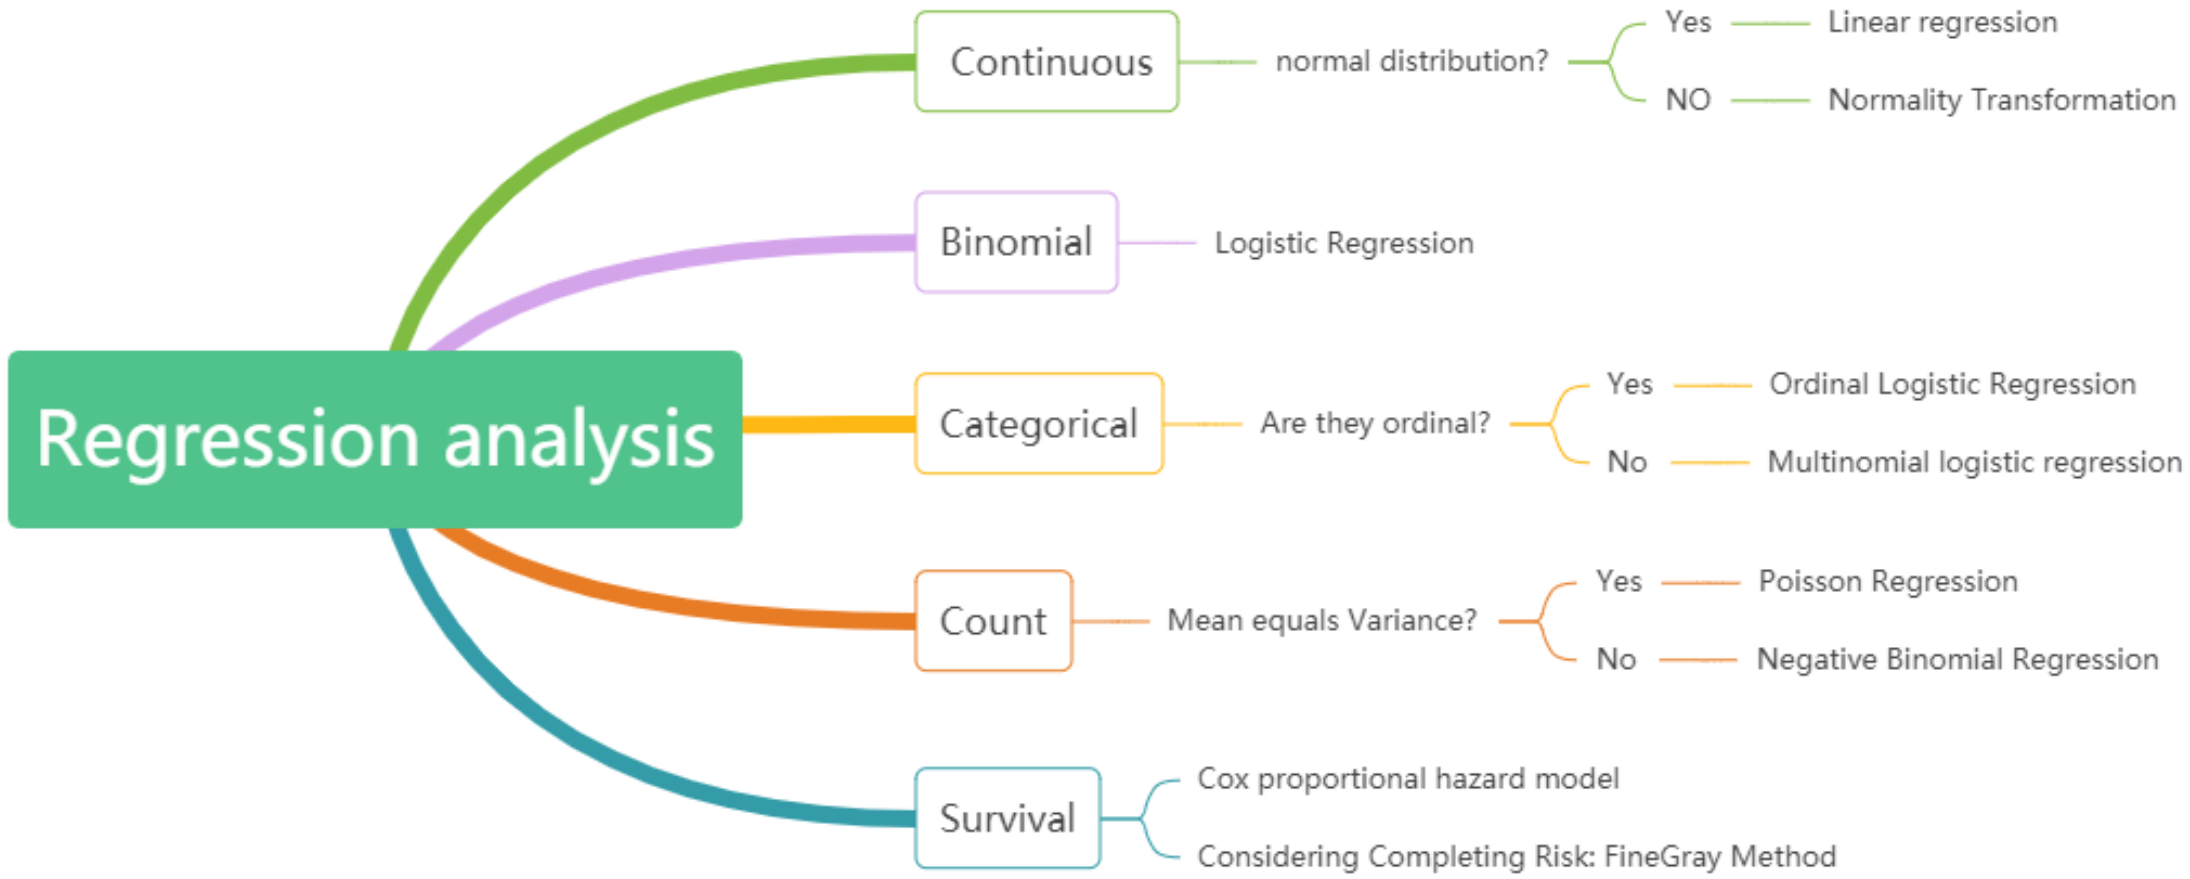 Regression analysis
Continuous
normal distribution?
Yes
Linear regression
NO
Normality Transformation
Binomial
Logistic Regression
Categorical
Are they ordinal?
Yes
Ordinal Logistic Regression
No
Multinomial logistic regression
Count
Mean equals Variance?
Yes
Poisson Regression
No
Negative Binomial Regression
Survival
Cox proportional hazard model
Considering Completing Risk: FineGray Method